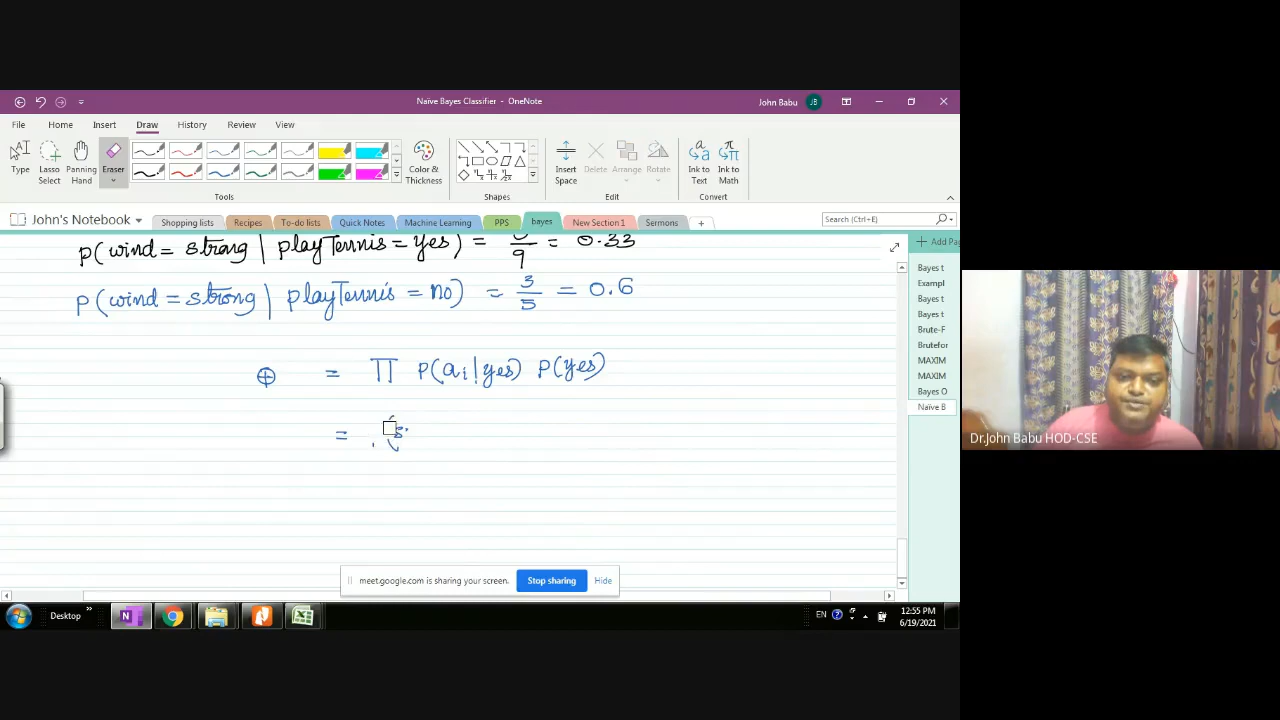 Naïve Bayes Classifier - OneNote
John Babu JB
File Home Insert Draw History Review View
Type
Lasso Select
Panning Hand
Eraser
Color & Thickness
Insert Space
Delete
Arrange
Rotate
Ink to Text
Ink to Math
Tools Shapes Edit Convert
John's Notebook Shopping lists Recipes To-do lists Quick Notes Machine Learning PPS bayes New Section 1 Sermons
Search (Ctrl+E)
Add Pag
P(wind = strong | playTennis = yes) = /9 = 0.33
P(wind = strong | playTennis = no) = 3/5 = 0.6
⊕ = ∏ P(ai|yes) P(yes)
=
Bayes t
Exampl
Bayes t
Bayes t
Brute-F
Brutefor
MAXIM
MAXIM
Bayes O
Naïve B
Dr.John Babu HOD-CSE
meet.google.com is sharing your screen. Stop sharing Hide
Desktop
EN
12:55 PM
6/19/2021